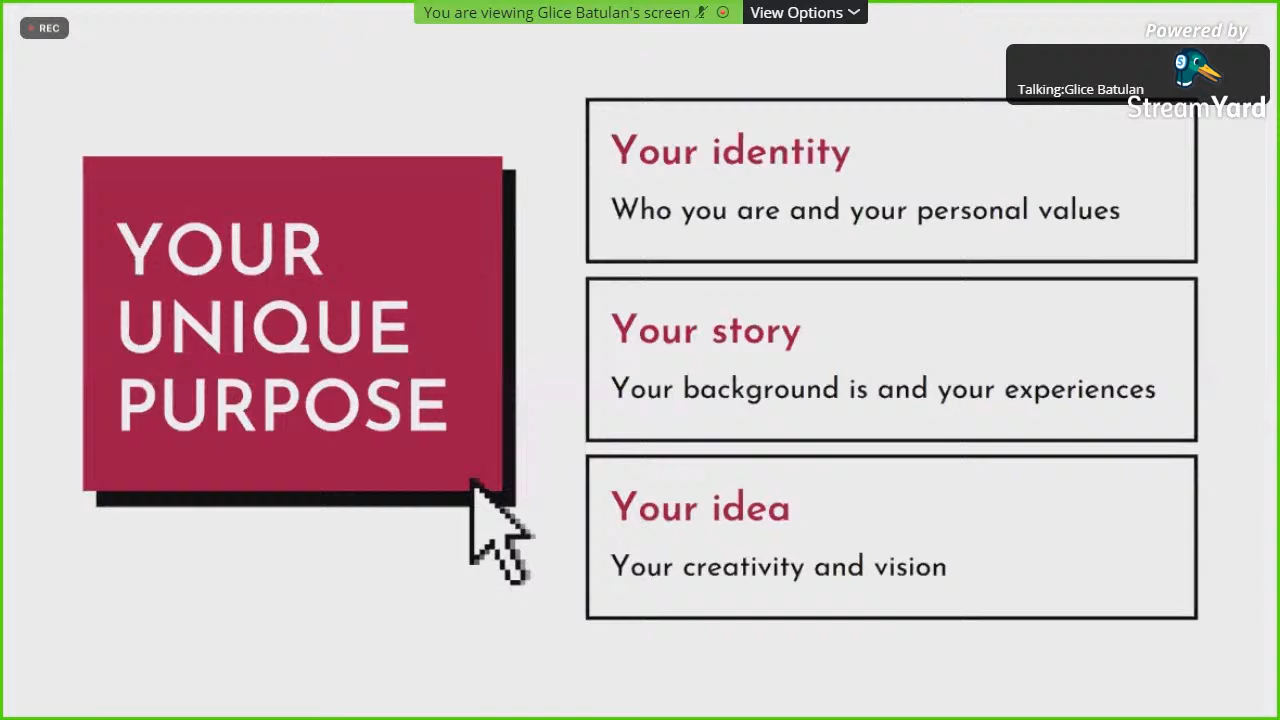 You are viewing Glice Batulan's screen
View Options
REC
Powered by
Talking:Glice Batulan
StreamYard
YOUR
UNIQUE
PURPOSE
Your identity
Who you are and your personal values
Your story
Your background is and your experiences
Your idea
Your creativity and vision